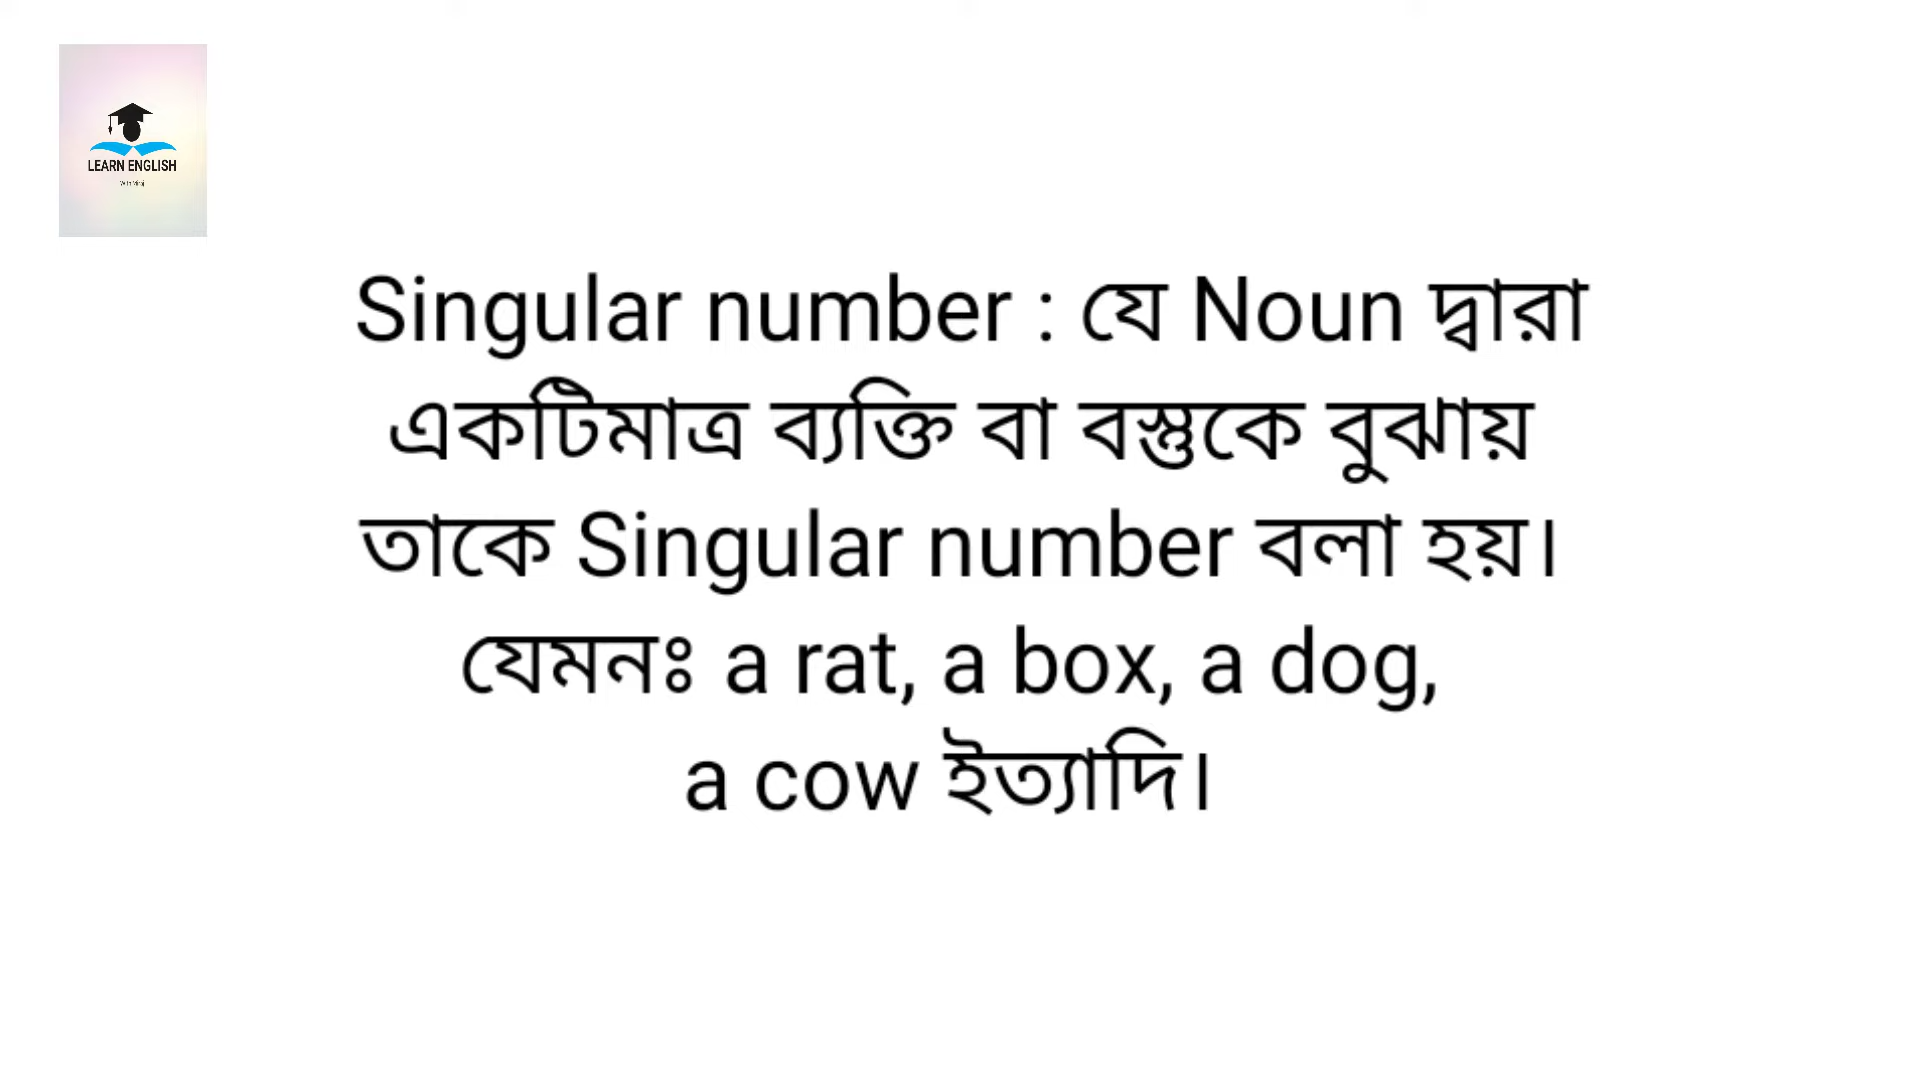 LEARN ENGLISH
Singular number : যে Noun দ্বারা
একটিমাত্র ব্যক্তি বা বস্তুকে বুঝায়
তাকে Singular number বলা হয়।
যেমনঃ a rat, a box, a dog,
a cow ইত্যাদি।